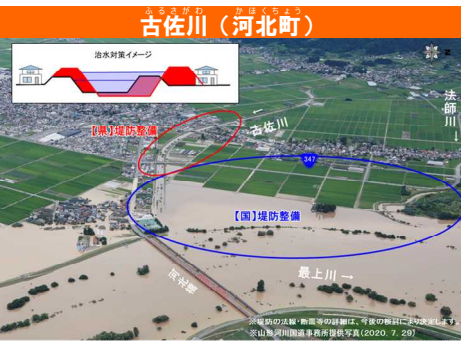 ふるさがわ かほくちょう
古佐川（河北町）
治水対策イメージ
法師川→
←
古佐川
【県】堤防整備
347
【国】堤防整備
最上川→
河北橋
※堤防の法線・断面等の詳細は、今後の検討により決定します。
※山形河川国道事務所提供写真(2020.7.29)